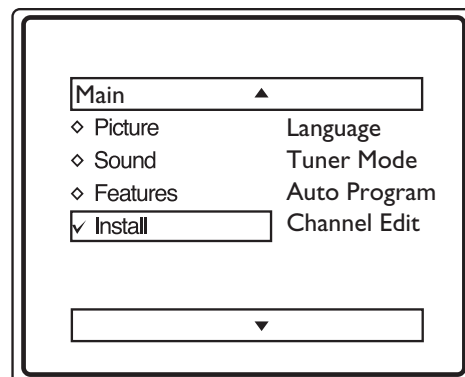 Main
Picture Language
Sound Tuner Mode
Features Auto Program
Install Channel Edit